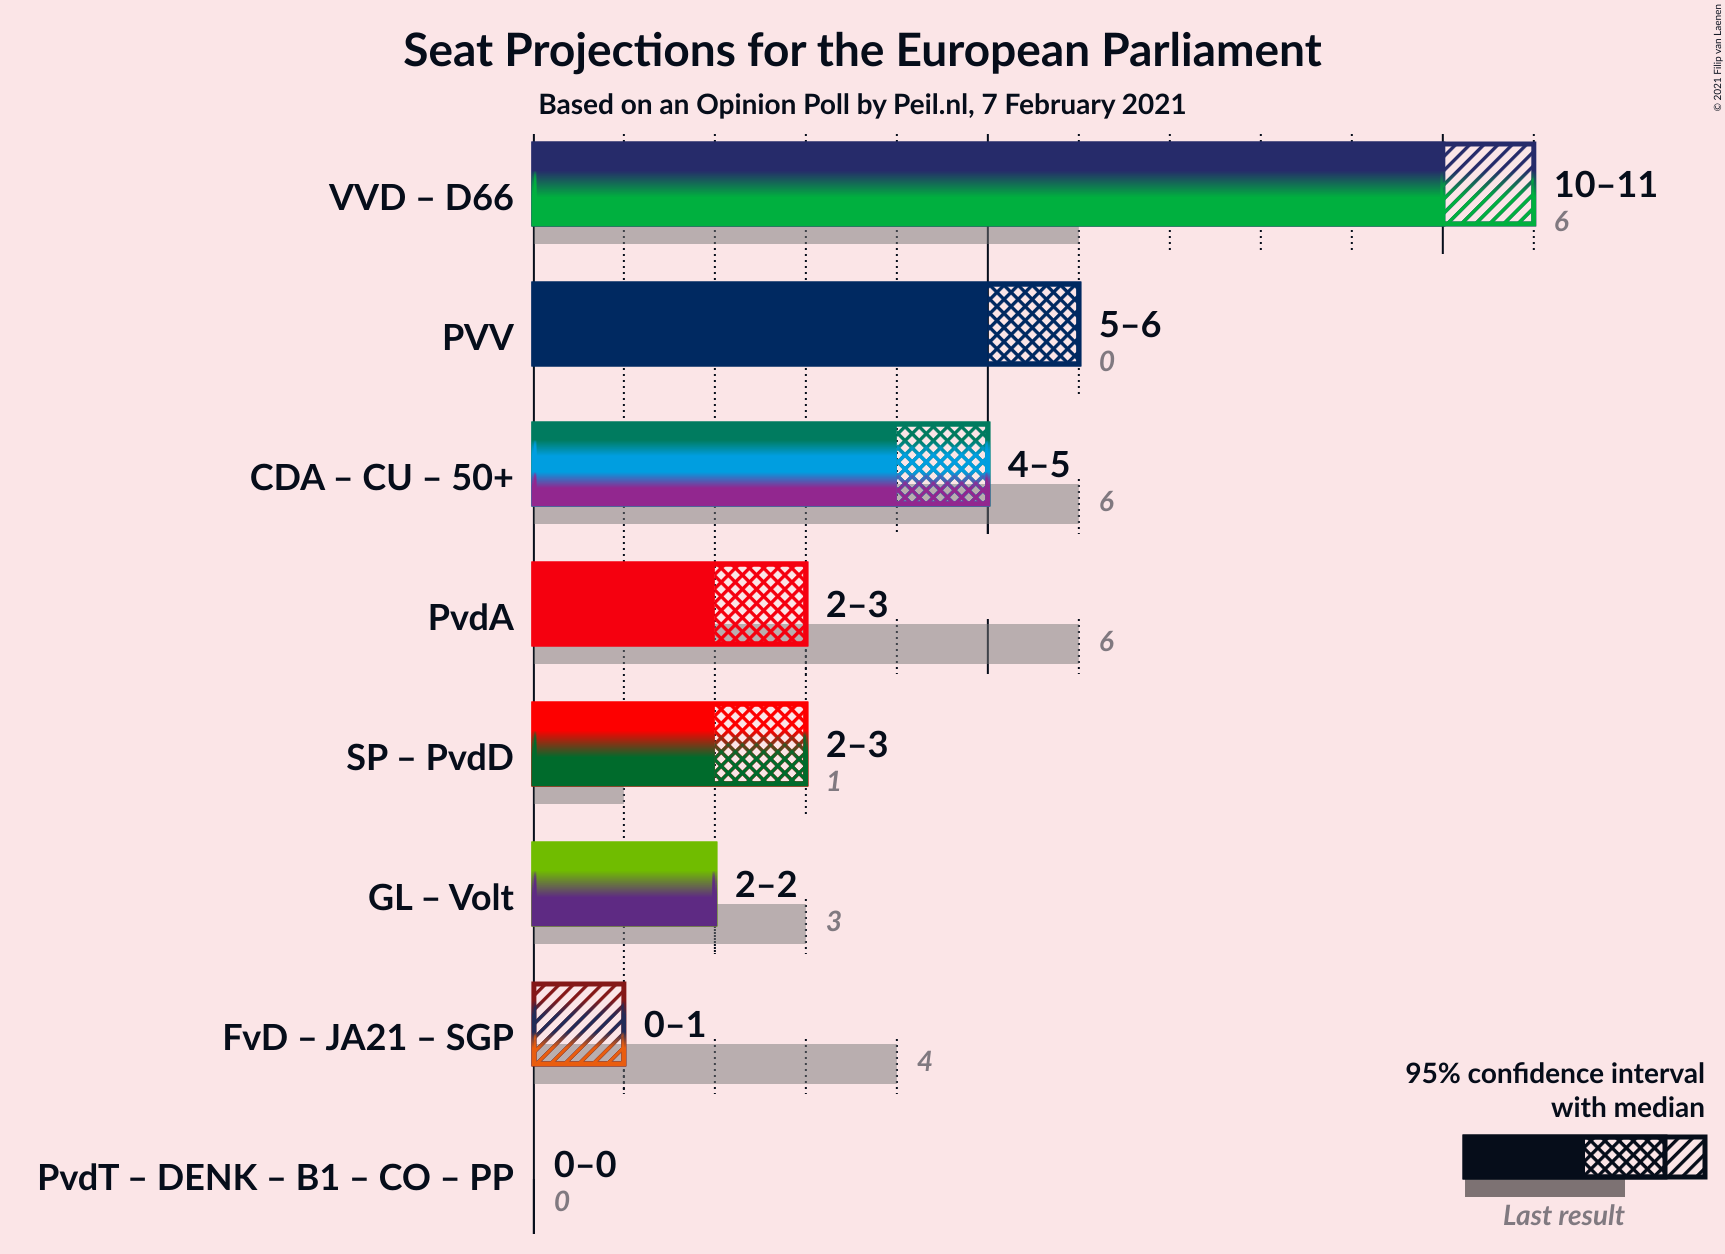 Seat Projections for the European Parliament
Based on an Opinion Poll by Peil.nl, 7 February 2021
© 2021 Filip van Laenen
VVD – D66
10–11
6
PVV
5–6
0
CDA – CU – 50+
4–5
6
PvdA
2–3
6
SP – PvdD
2–3
1
GL – Volt
2–2
3
FvD – JA21 – SGP
0–1
4
PvdT – DENK – B1 – CO – PP
0–0
0
95% confidence interval
with median
Last result